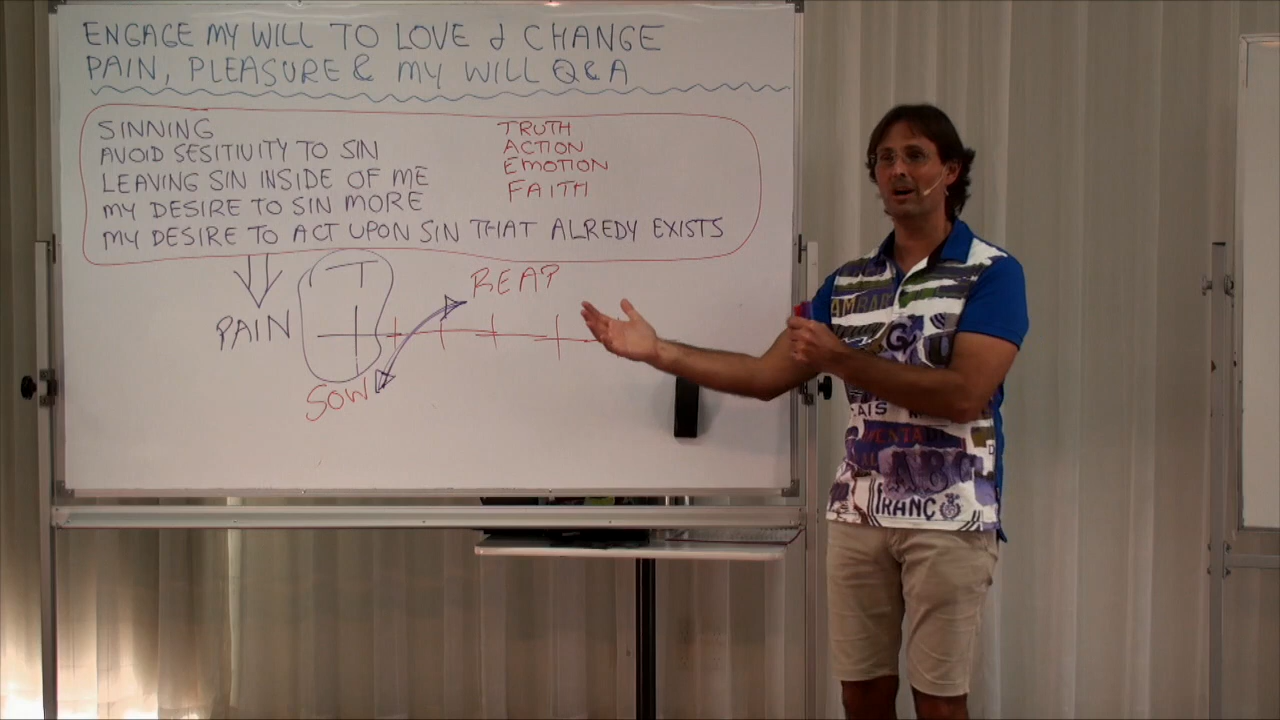 ENGAGE MY WILL TO LOVE & CHANGE
PAIN, PLEASURE & MY WILL Q&A
SINNING
AVOID SESITIVITY TO SIN
LEAVING SIN INSIDE OF ME
MY DESIRE TO SIN MORE
MY DESIRE TO ACT UPON SIN THAT ALREDY EXISTS
TRUTH
ACTION
EMOTION
FAITH
REAP
PAIN
SOW
ABC
FRANÇ